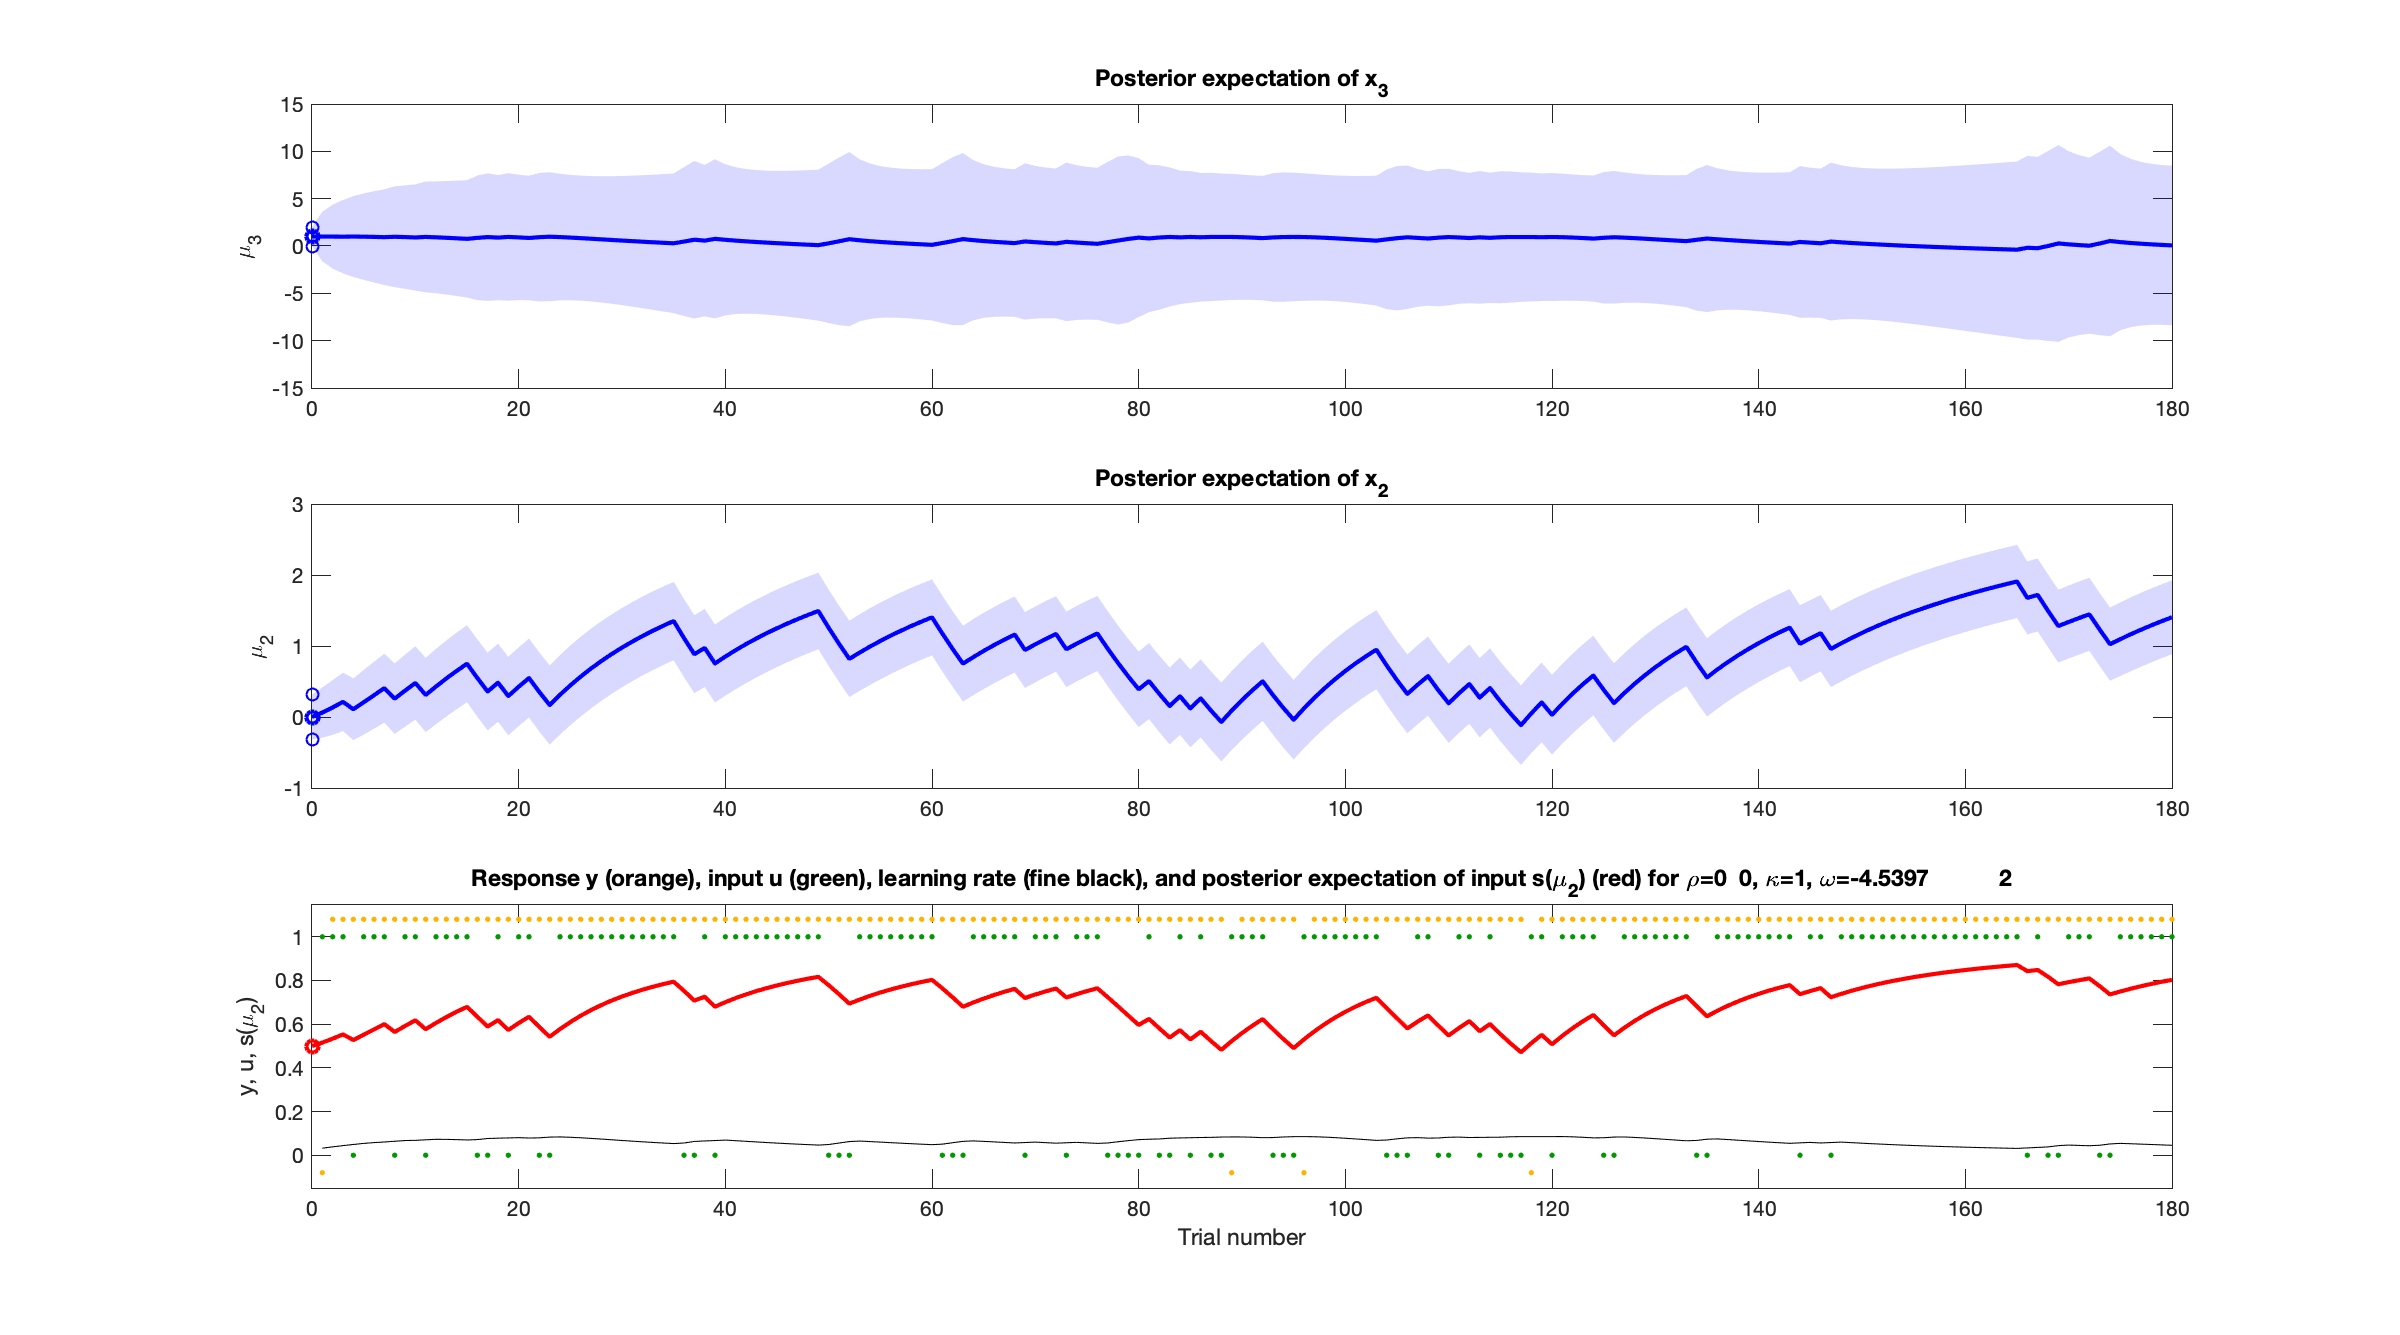 Posterior expectation of x3
15
10
5
0
-5
-10
-15
μ3
0 20 40 60 80 100 120 140 160 180
Posterior expectation of x2
3
2
1
0
-1
μ2
0 20 40 60 80 100 120 140 160 180
Response y (orange), input u (green), learning rate (fine black), and posterior expectation of input s(μ2) (red) for ρ=0 0, κ=1, ω=-4.5397 2
1
0.8
0.6
0.4
0.2
0
y, u, s(μ2)
0 20 40 60 80 100 120 140 160 180
Trial number